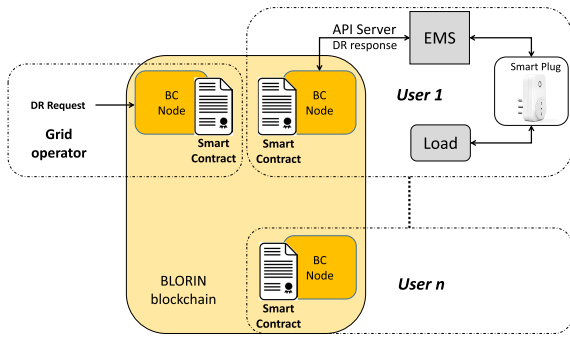 API Server
DR response
EMS
Smart Plug
DR Request
BC
Node
Smart
Contract
BC
Node
Smart
Contract
User 1
Grid
operator
Load
BLORIN
blockchain
BC
Node
Smart
Contract
User n